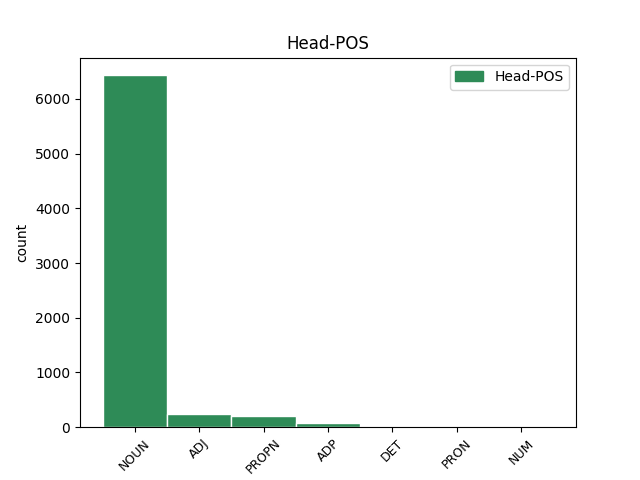 Head-POS
Head-POS
6000
5000
4000
3000
2000
1000
0
count
NOUN
ADJ
PROPN
ADP
DET
PRON
NUM